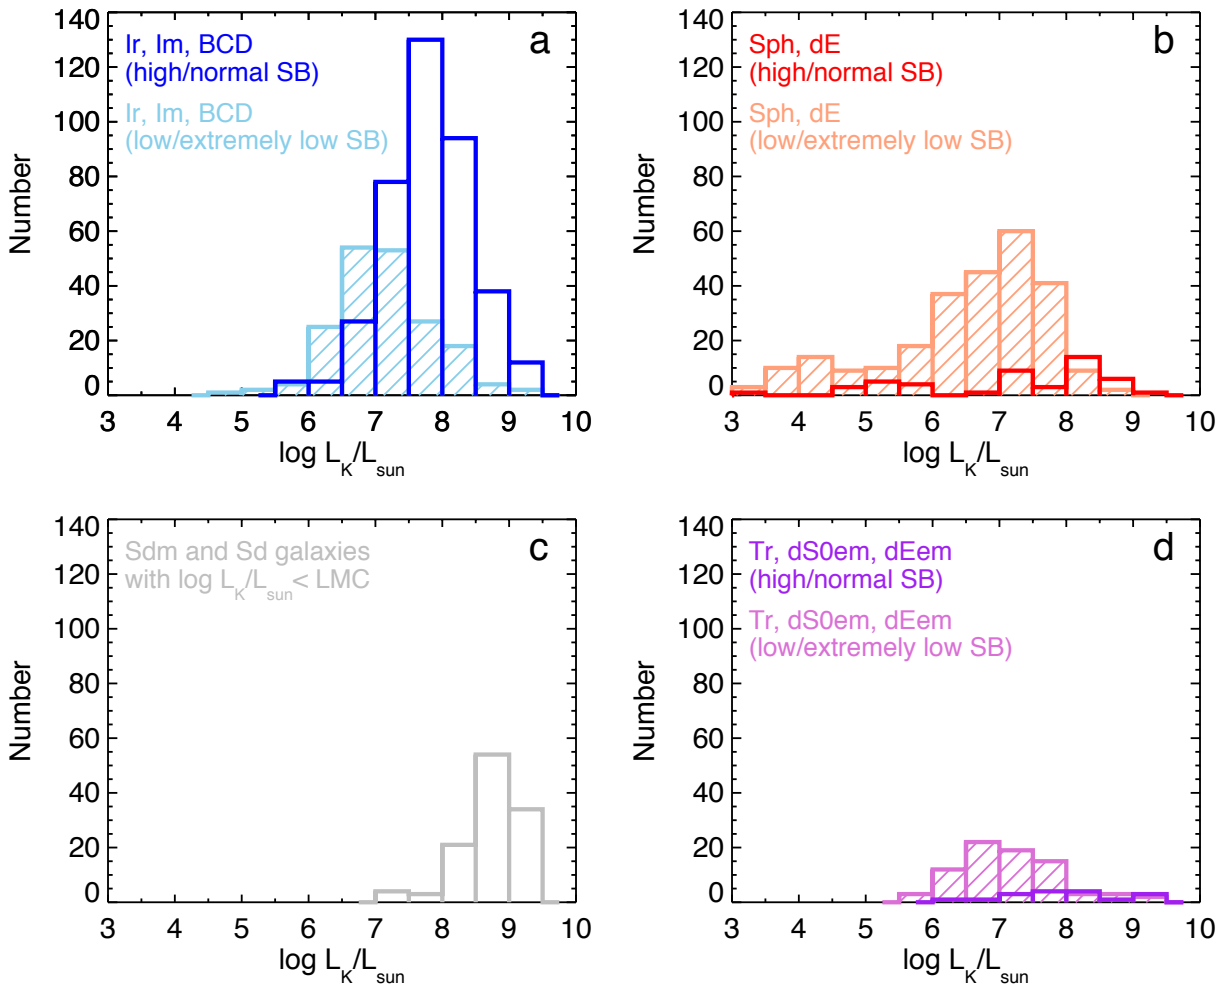 a
Ir, Im, BCD
(high/normal SB)
Ir, Im, BCD
(low/extremely low SB)
Number
140
120
100
80
60
40
20
0
3 4 5 6 7 8 9 10
log L_K/L_sun
b
Sph, dE
(high/normal SB)
Sph, dE
(low/extremely low SB)
Number
140
120
100
80
60
40
20
0
3 4 5 6 7 8 9 10
log L_K/L_sun
c
Sdm and Sd galaxies
with log L_K/L_sun < LMC
Number
140
120
100
80
60
40
20
0
3 4 5 6 7 8 9 10
log L_K/L_sun
d
Tr, dS0em, dEem
(high/normal SB)
Tr, dS0em, dEem
(low/extremely low SB)
Number
140
120
100
80
60
40
20
0
3 4 5 6 7 8 9 10
log L_K/L_sun